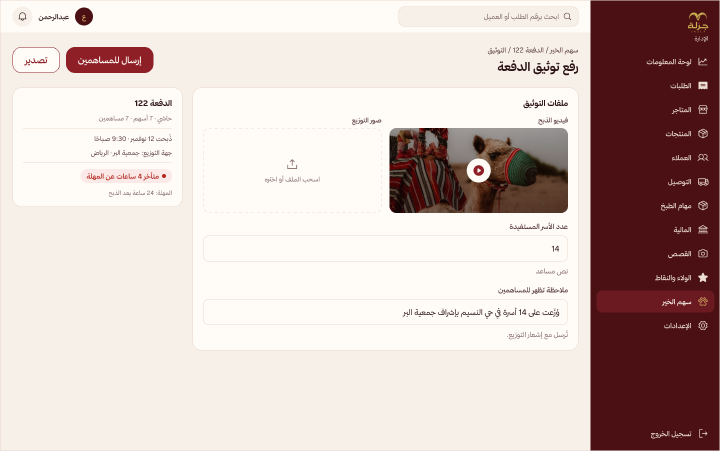 جزلة
الإدارة
لوحة المعلومات
الطلبات
المتاجر
المنتجات
العملاء
التوصيل
مهام الطبخ
المالية
القصص
الولاء والنقاط
سهم الخير
الإعدادات
تسجيل الخروج
ابحث برقم الطلب أو العميل
ع
عبدالرحمن
سهم الخير / الدفعة 122 / التوثيق
رفع توثيق الدفعة
إرسال للمساهمين
تصدير
ملفات التوثيق
فيديو الذبح
صور التوزيع
اسحب الملف أو اختره
عدد الأسر المستفيدة
14
نص مساعد
ملاحظة تظهر للمساهمين
وُزّعت على 14 أسرة في حي النسيم بإشراف جمعية البر
تُرسل مع إشعار التوزيع.
الدفعة 122
حاشي · 7 أسهم · 7 مساهمين
ذُبحت 12 نوفمبر · 9:30 صباحًا
جهة التوزيع: جمعية البر · الرياض
متأخر 4 ساعات عن المهلة
المهلة: 24 ساعة بعد الذبح